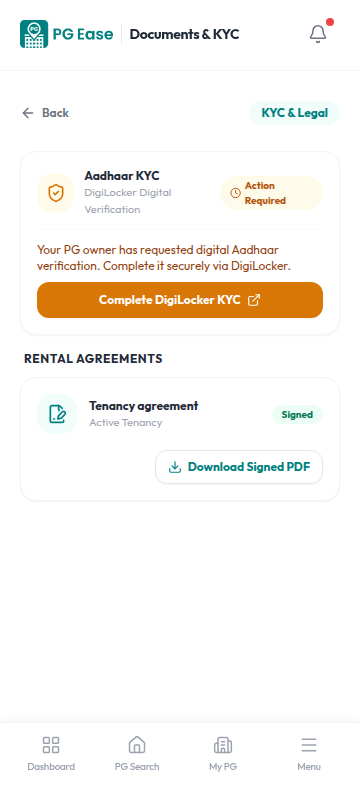 PG
PG Ease
Documents & KYC
Back
KYC & Legal
Aadhaar KYC
DigiLocker Digital
Verification
Action
Required
Your PG owner has requested digital Aadhaar
verification. Complete it securely via DigiLocker.
Complete DigiLocker KYC
RENTAL AGREEMENTS
Tenancy agreement
Active Tenancy
Signed
Download Signed PDF
Dashboard
PG Search
My PG
Menu